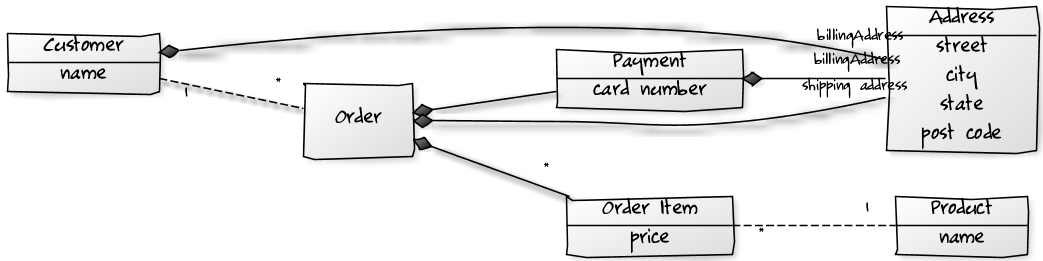 Customer
name
1
*
Order
Payment
card number
*
Order Item
price
*
1
billingAddress
billingAddress
shipping address
Address
street
city
state
post code
Product
name